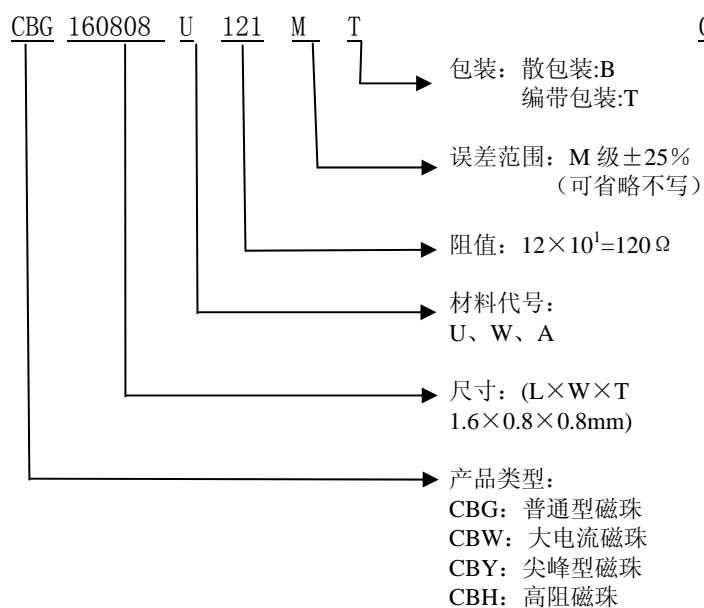 CBG 160808 U 121 M T
包装：散包装:B
编带包装:T
误差范围：M 级±25%
（可省略不写）
阻值：12×10¹=120Ω
材料代号：
U、W、A
尺寸：(L×W×T
1.6×0.8×0.8mm)
产品类型：
CBG：普通型磁珠
CBW：大电流磁珠
CBY：尖峰型磁珠
CBH：高阻磁珠